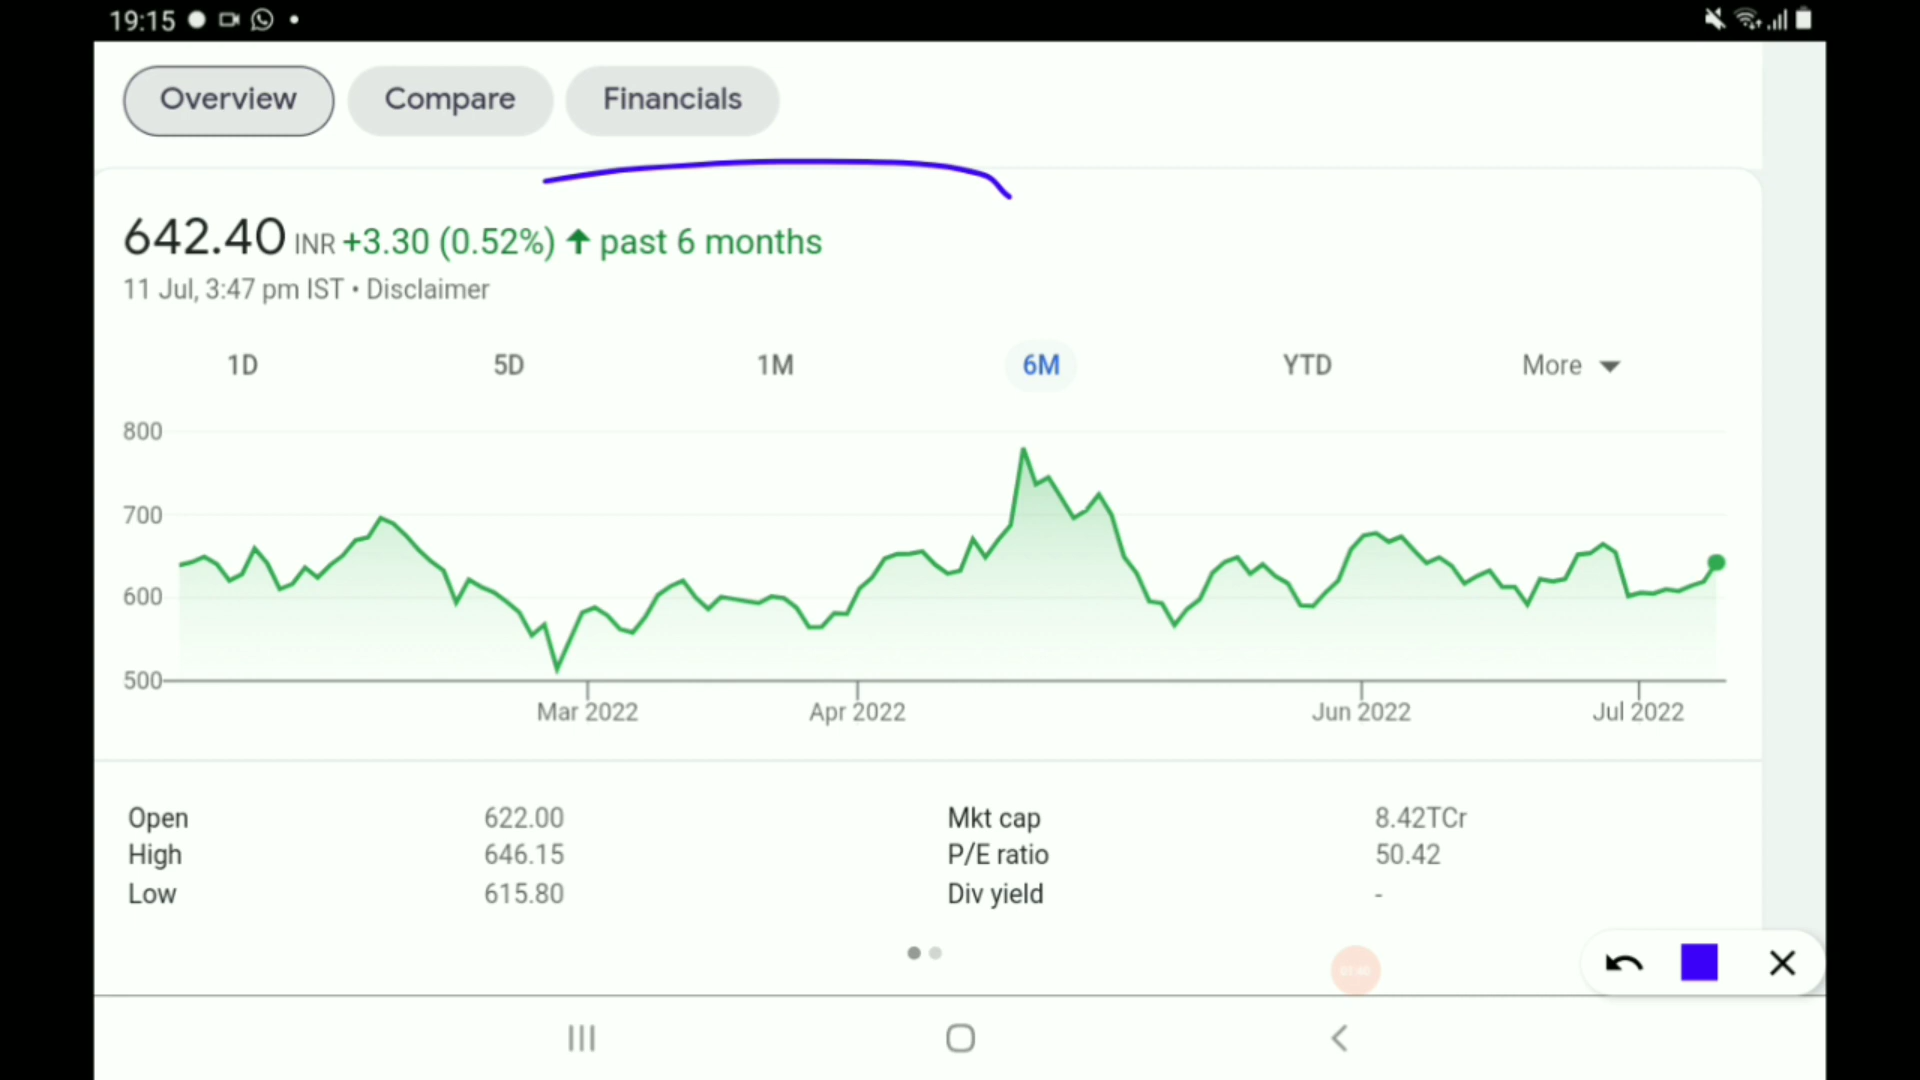 19:15
Overview Compare Financials
642.40 INR +3.30 (0.52%) ↑ past 6 months
11 Jul, 3:47 pm IST • Disclaimer
1D 5D 1M 6M YTD More
800
700
600
500
Mar 2022 Apr 2022 Jun 2022 Jul 2022
Open 622.00 Mkt cap 8.42TCr
High 646.15 P/E ratio 50.42
Low 615.80 Div yield -